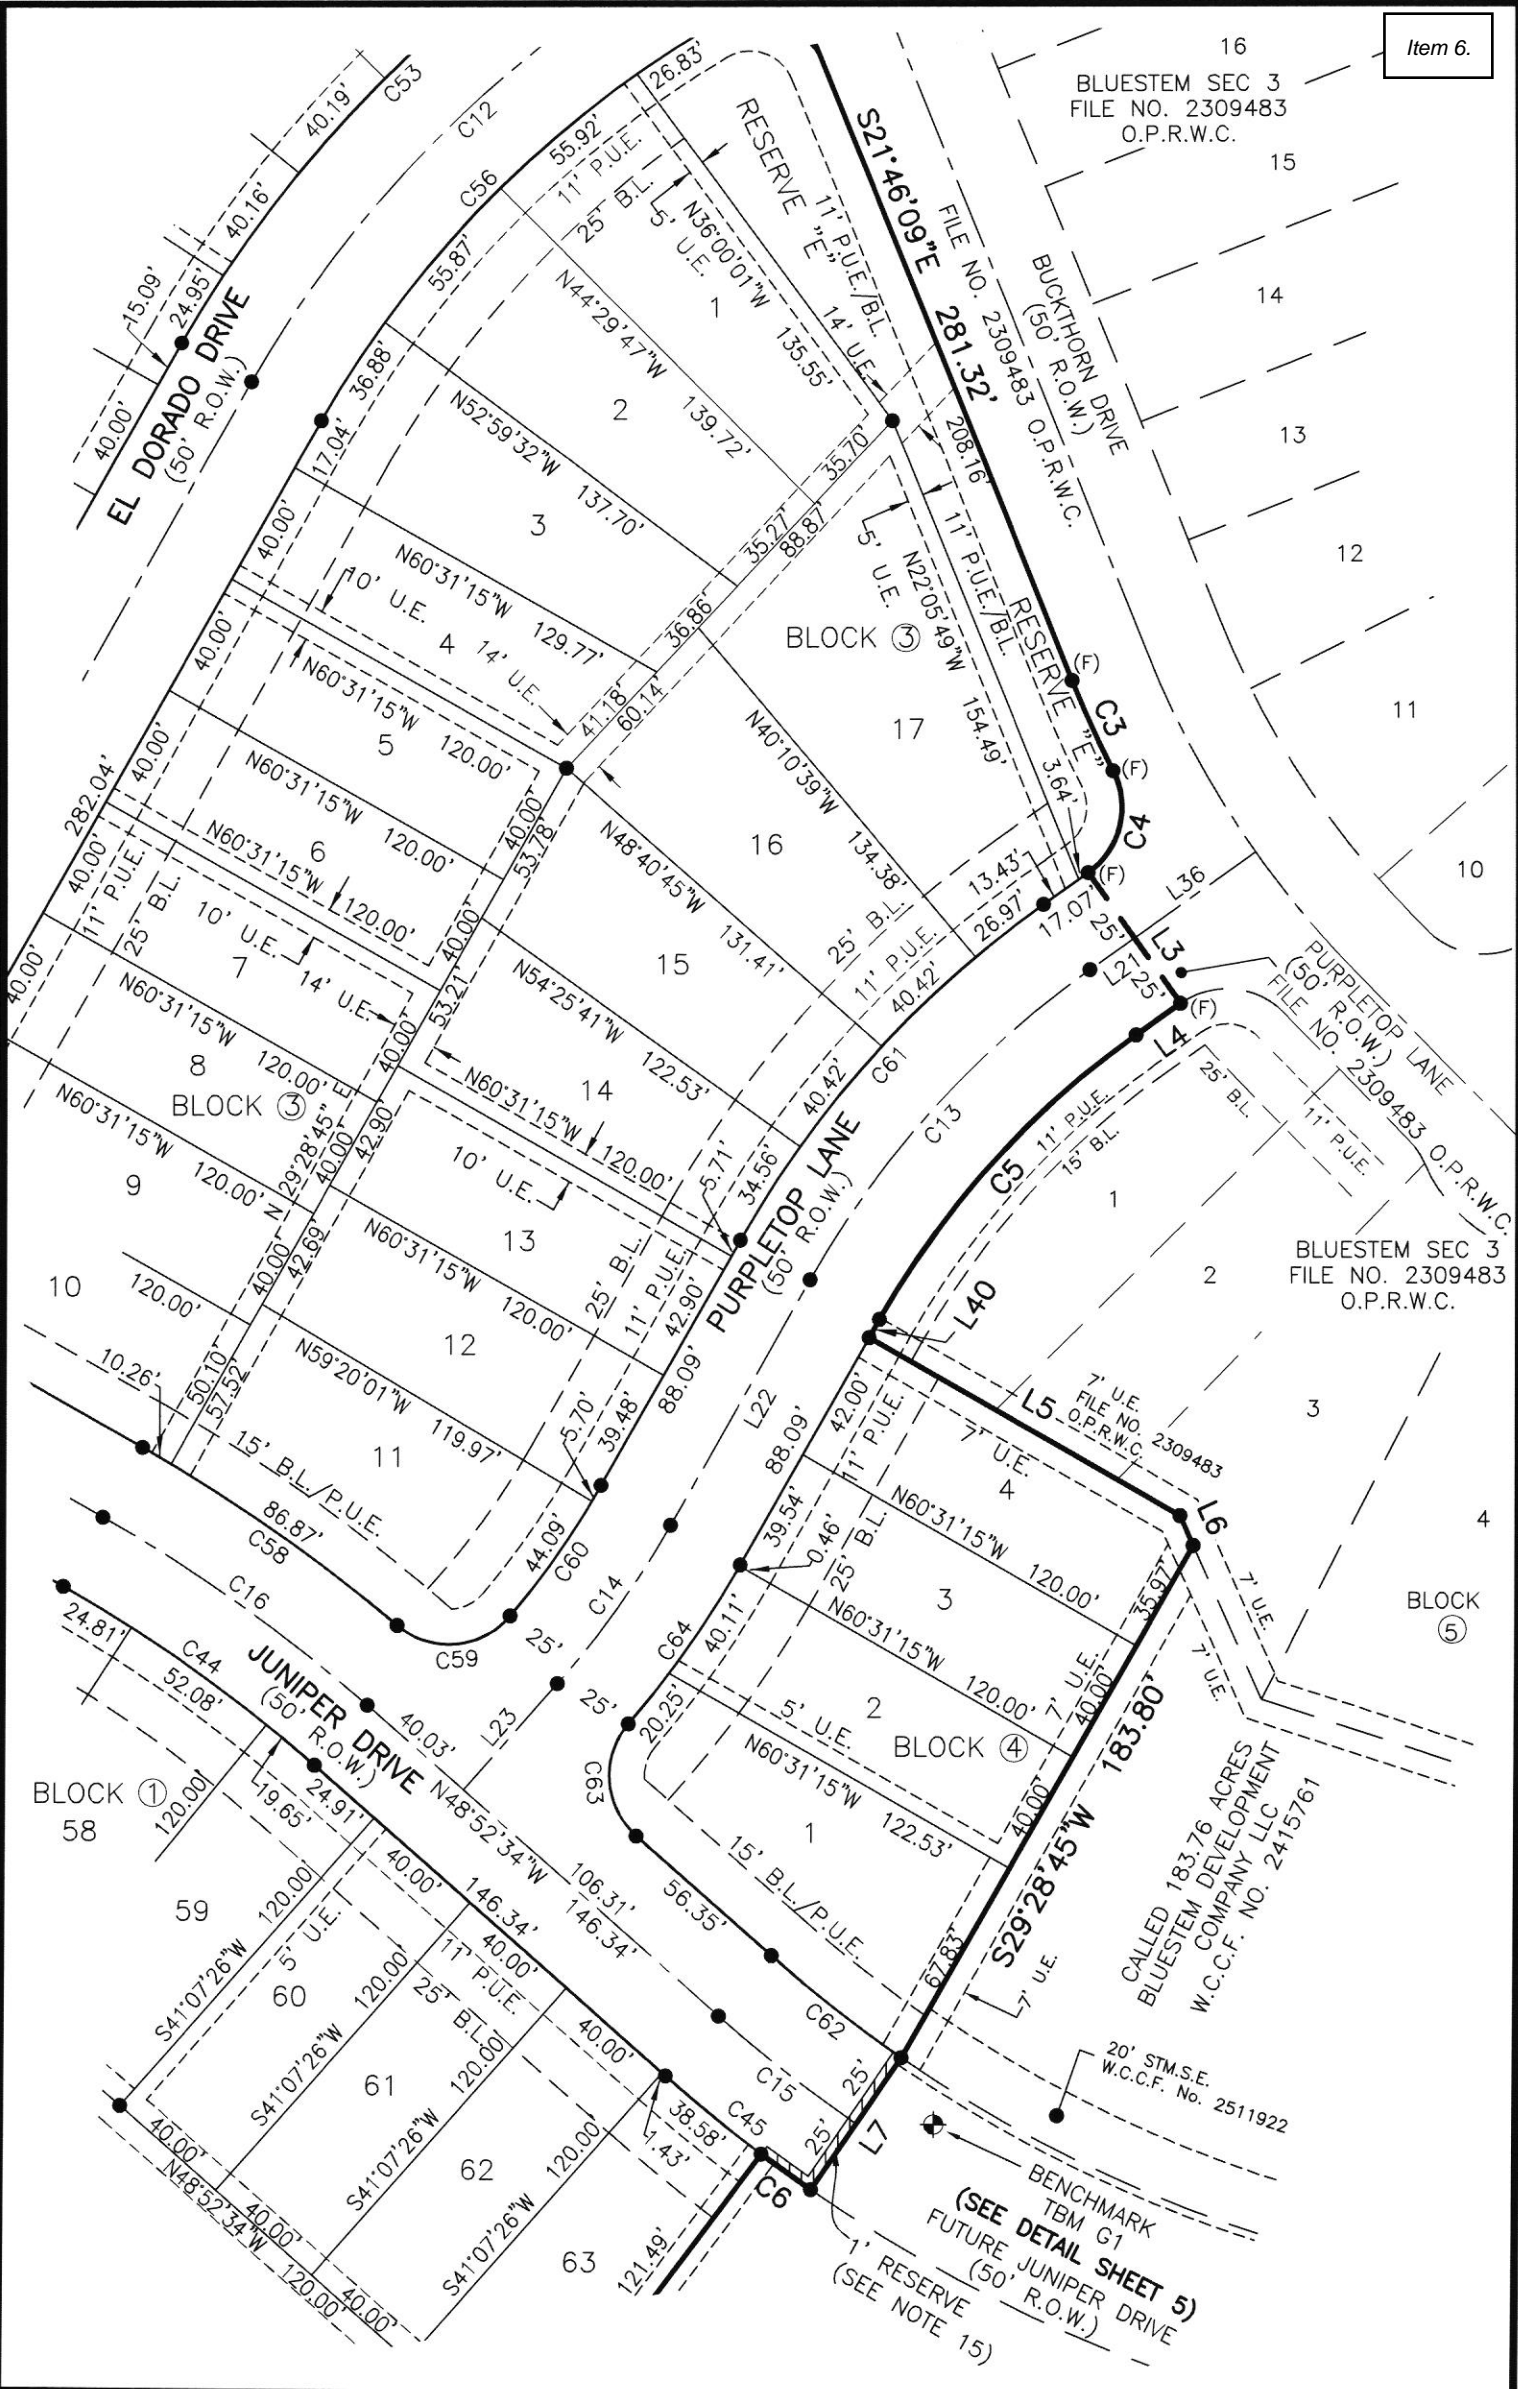 Item 6.
16
BLUESTEM SEC 3
FILE NO. 2309483
O.P.R.W.C.
15
14
13
12
11
10
C53
40.19'
40.16'
24.95'
15.09'
40.00'
EL DORADO DRIVE
(50' R.O.W.)
C12
26.83'
55.92'
C56
55.87'
36.88'
17.04'
40.00'
40.00'
40.00'
282.04'
40.00'
40.00'
11' P.U.E.
25' B.L.
5' U.E.
RESERVE "E"
11' P.U.E./B.L.
14' U.E.
N36°00'01"W 135.55'
1
N44°29'47"W 139.72'
2
N52°59'32"W 137.70'
3
N60°31'15"W 129.77'
10' U.E.
4
14' U.E.
N60°31'15"W 120.00'
5
N60°31'15"W 120.00'
6
N60°31'15"W 120.00'
11' P.U.E.
25' B.L.
10' U.E.
7
14' U.E.
N60°31'15"W 120.00'
8
BLOCK 3
N60°31'15"W 120.00'
9
10
120.00'
10.26'
S21°46'09"E 281.32'
208.16'
FILE NO. 2309483 O.P.R.W.C.
BUCKTHORN DRIVE
(50' R.O.W.)
35.70'
35.27'
88.87'
36.86'
41.18'
60.14'
BLOCK 3
5' U.E.
N22°05'49"W 154.49'
11' P.U.E./B.L.
RESERVE "E"
3.64'
(F)
C3
(F)
C4
(F)
17
N40°10'39"W 134.38'
16
N48°40'45"W 131.41'
15
N54°25'41"W 122.53'
14
N60°31'15"W 120.00'
10' U.E.
13
N60°31'15"W 120.00'
12
N59°20'01"W 119.97'
11
40.00'
53.78'
40.00'
53.21'
40.00'
N 29°28'45" E
40.00'
42.90
40.00'
42.69'
50.10'
57.52'
25' B.L.
11' P.U.E.
13.43'
26.97'
17.07'
40.42'
C61
40.42'
34.56'
5.71'
25' B.L.
11' P.U.E.
42.90'
88.09'
39.48'
5.70'
PURPLETOP LANE
(50' R.O.W.)
C13
L22
25'
L3
L36
L21
25'
(F)
L4
PURPLETOP LANE
(50' R.O.W.)
FILE NO. 2309483 O.P.R.W.C.
25' B.L.
11' P.U.E.
11' P.U.E.
15' B.L.
C5
1
2
3
4
BLUESTEM SEC 3
FILE NO. 2309483
O.P.R.W.C.
BLOCK
5
L40
L5
7' U.E.
FILE NO. 2309483
O.P.R.W.C.
L6
7' U.E.
7' U.E.
7' U.E.
4
42.00'
88.09'
11' P.U.E.
39.54'
0.46'
25' B.L.
N60°31'15"W 120.00'
3
35.97'
N60°31'15"W 120.00'
7' U.E.
40.00'
40.11'
C64
2
5' U.E.
BLOCK 4
20.25'
N60°31'15"W 122.53'
40.00'
1
C63
15' B.L./P.U.E.
56.35'
67.83'
C62
S29°28'45"W 183.80'
7' U.E.
CALLED 183.76 ACRES
BLUESTEM DEVELOPMENT
COMPANY LLC
W.C.C.F. NO. 2415761
15' B.L./P.U.E.
86.87'
C58
44.09'
C60
C59
C14
25'
25'
L23
C16
24.81'
C44
52.08'
JUNIPER DRIVE
(50' R.O.W.)
40.03'
N48°52'34"W 146.34'
106.31'
C15
BLOCK 1
58
120.00'
19.65'
24.91'
59
120.00'
S41°07'26"W
5' U.E.
40.00'
146.34'
40.00'
11' P.U.E.
25' B.L.
60
120.00'
S41°07'26"W
40.00'
61
120.00'
S41°07'26"W
62
120.00'
S41°07'26"W
1.43'
38.58'
C45
63
40.00'
N48°52'34"W 120.00'
40.00'
40.00'
121.49'
C6
25'
25'
L7
20' STM.S.E.
W.C.C.F. No. 2511922
BENCHMARK
TBM G1
(SEE DETAIL SHEET 5)
FUTURE JUNIPER DRIVE
(50' R.O.W.)
1' RESERVE
(SEE NOTE 15)